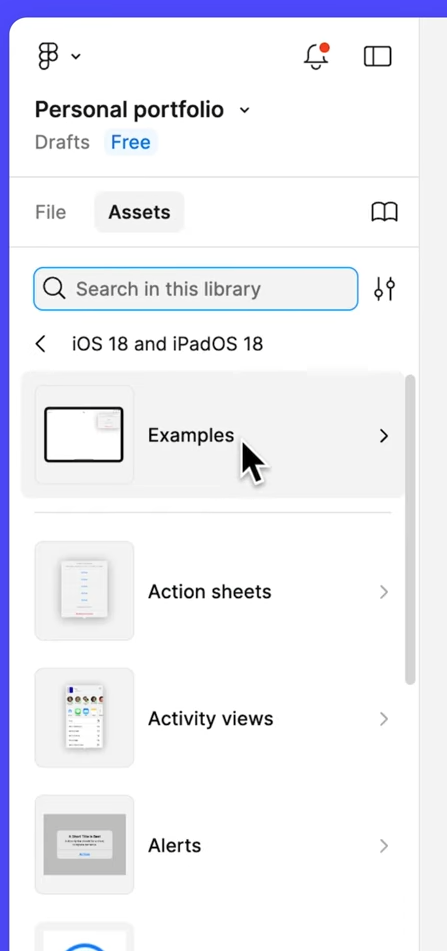 Personal portfolio
Drafts Free
File Assets
Search in this library
iOS 18 and iPadOS 18
Examples
Action sheets
Activity views
Alerts